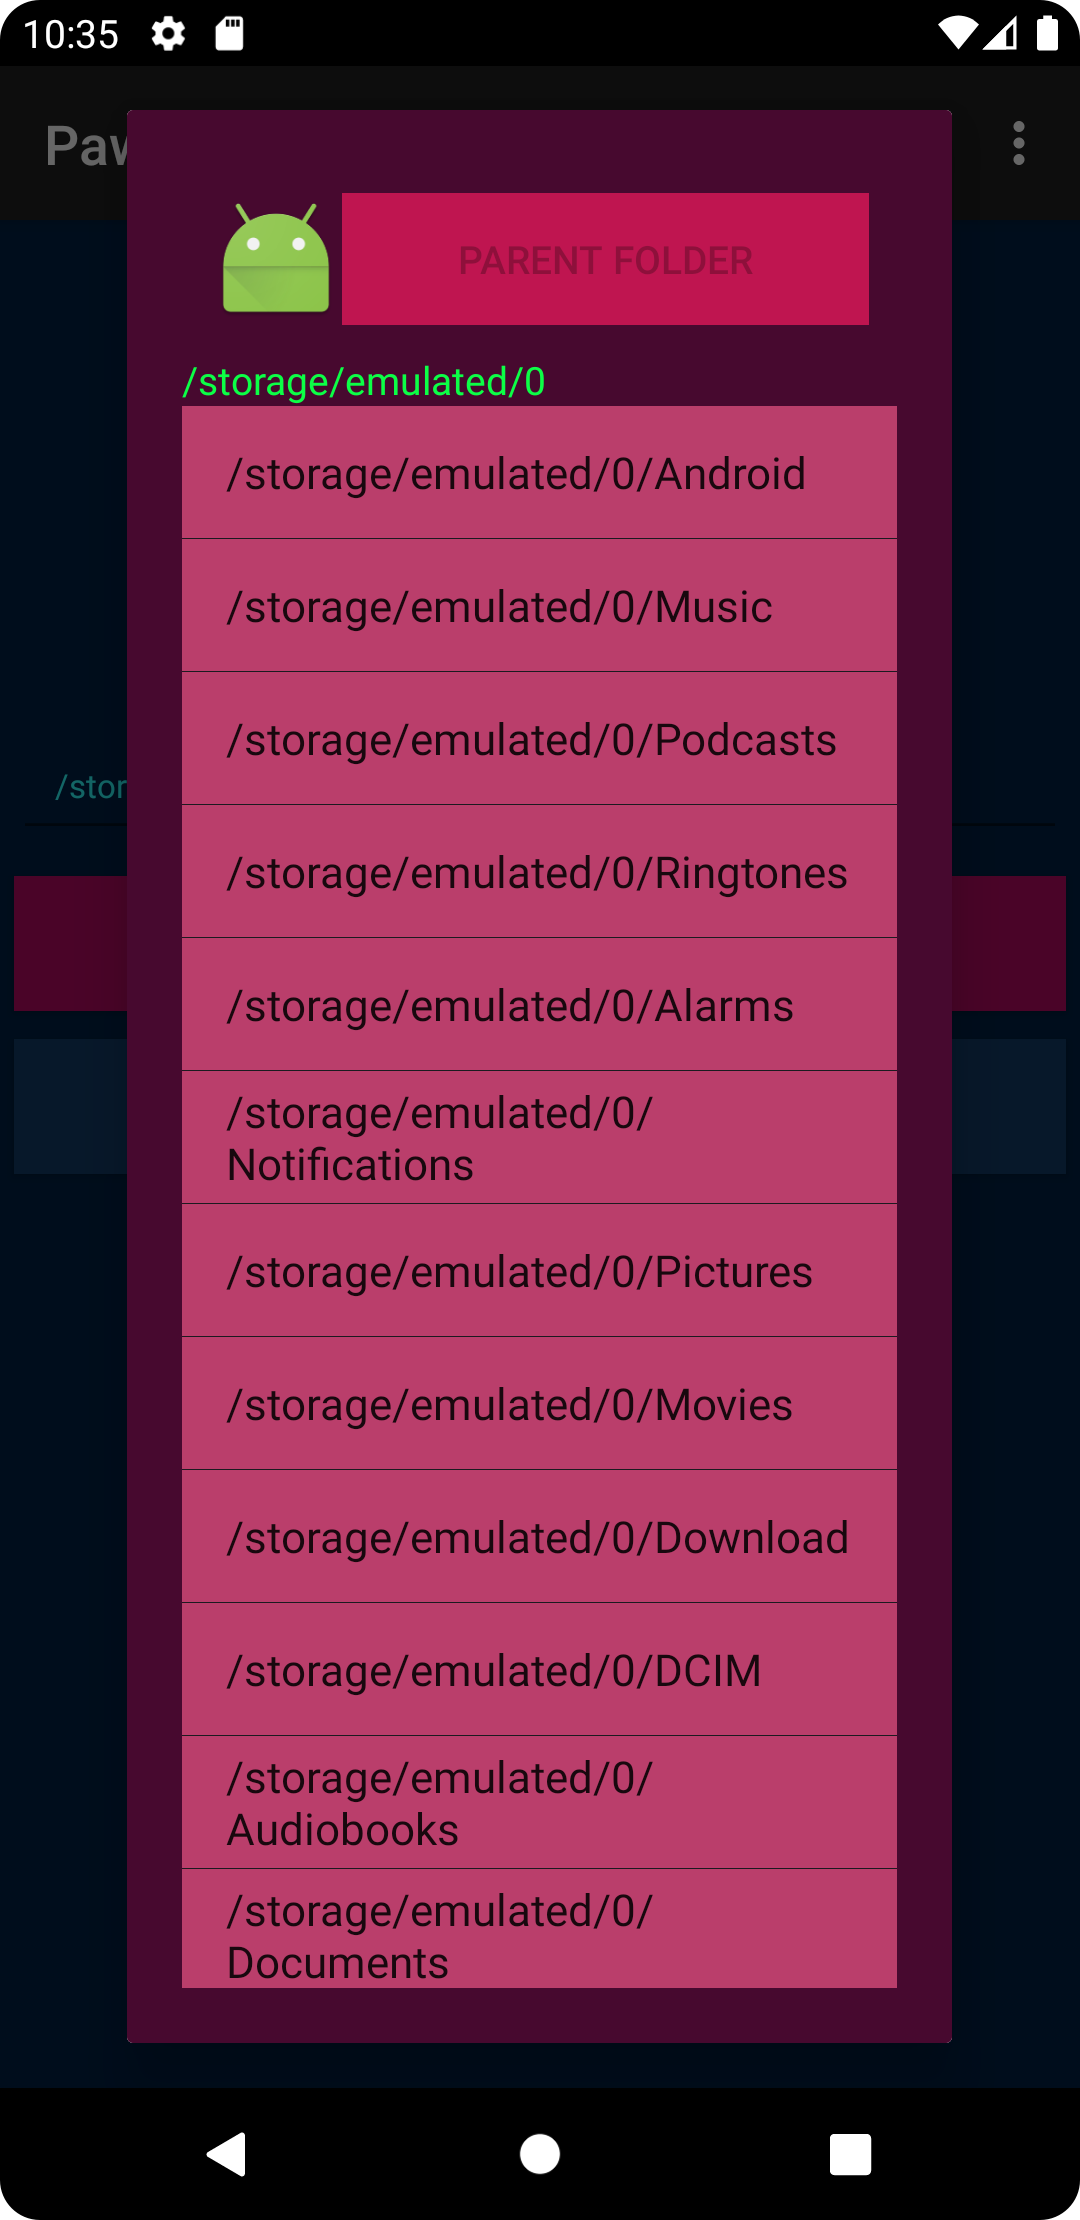 10:35
Paw
PARENT FOLDER
/storage/emulated/0
/storage/emulated/0/Android
/storage/emulated/0/Music
/storage/emulated/0/Podcasts
/stor
/storage/emulated/0/Ringtones
/storage/emulated/0/Alarms
/storage/emulated/0/
Notifications
/storage/emulated/0/Pictures
/storage/emulated/0/Movies
/storage/emulated/0/Download
/storage/emulated/0/DCIM
/storage/emulated/0/
Audiobooks
/storage/emulated/0/
Documents